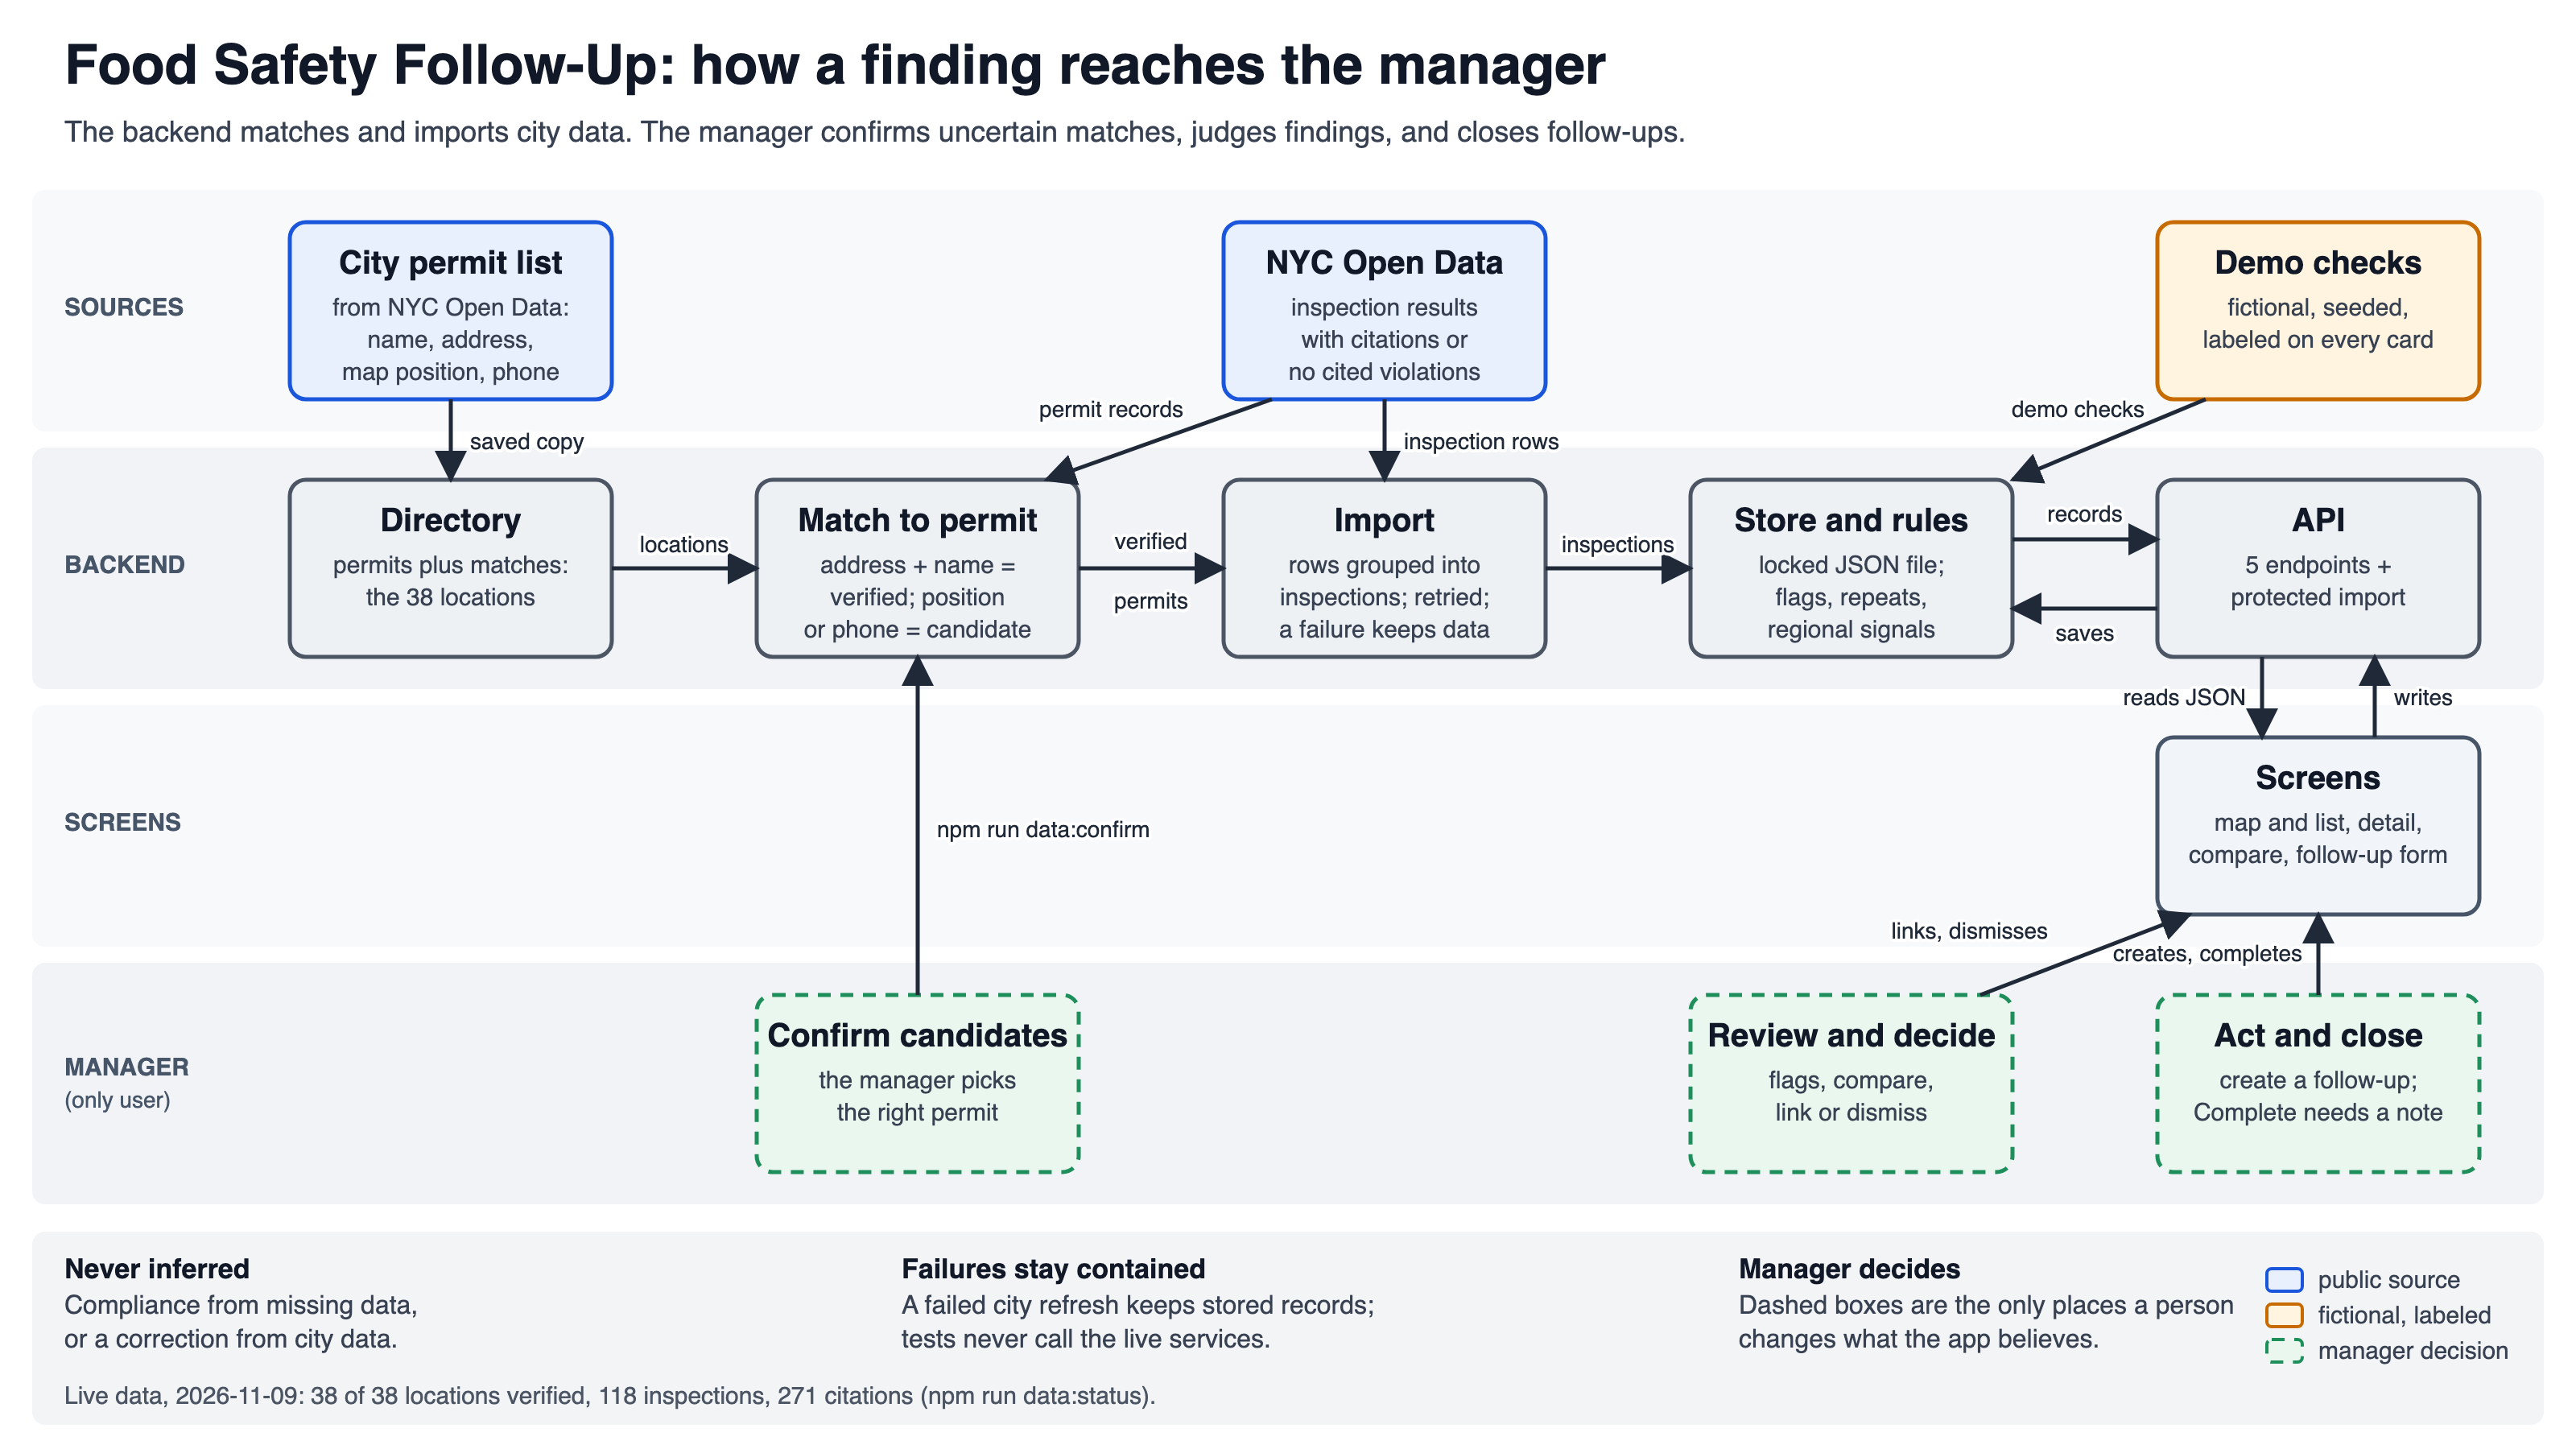 Food Safety Follow-Up: how a finding reaches the manager
The backend matches and imports city data. The manager confirms uncertain matches, judges findings, and closes follow-ups.
SOURCES
City permit list
from NYC Open Data:
name, address,
map position, phone
NYC Open Data
inspection results
with citations or
no cited violations
Demo checks
fictional, seeded,
labeled on every card
saved copy
permit records
inspection rows
demo checks
BACKEND
Directory
permits plus matches:
the 38 locations
locations
Match to permit
address + name =
verified; position
or phone = candidate
verified
permits
Import
rows grouped into
inspections; retried;
a failure keeps data
inspections
Store and rules
locked JSON file;
flags, repeats,
regional signals
records
saves
API
5 endpoints +
protected import
reads JSON
writes
SCREENS
npm run data:confirm
Screens
map and list, detail,
compare, follow-up form
links, dismisses
creates, completes
MANAGER
(only user)
Confirm candidates
the manager picks
the right permit
Review and decide
flags, compare,
link or dismiss
Act and close
create a follow-up;
Complete needs a note
Never inferred
Compliance from missing data,
or a correction from city data.
Failures stay contained
A failed city refresh keeps stored records;
tests never call the live services.
Manager decides
Dashed boxes are the only places a person
changes what the app believes.
public source
fictional, labeled
manager decision
Live data, 2026-11-09: 38 of 38 locations verified, 118 inspections, 271 citations (npm run data:status).